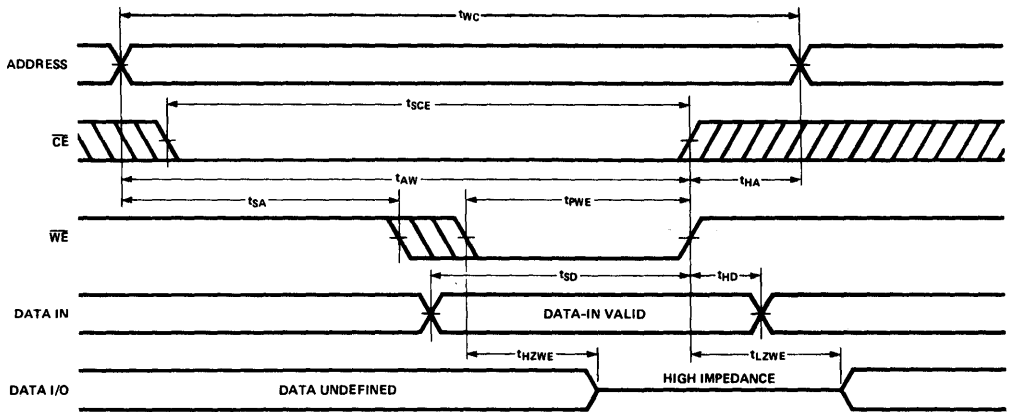 tWC
ADDRESS
tSCE
CE
tAW
tHA
tSA
tPWE
WE
tSD
tHD
DATA IN
DATA-IN VALID
tHZWE
tLZWE
DATA I/O
DATA UNDEFINED
HIGH IMPEDANCE